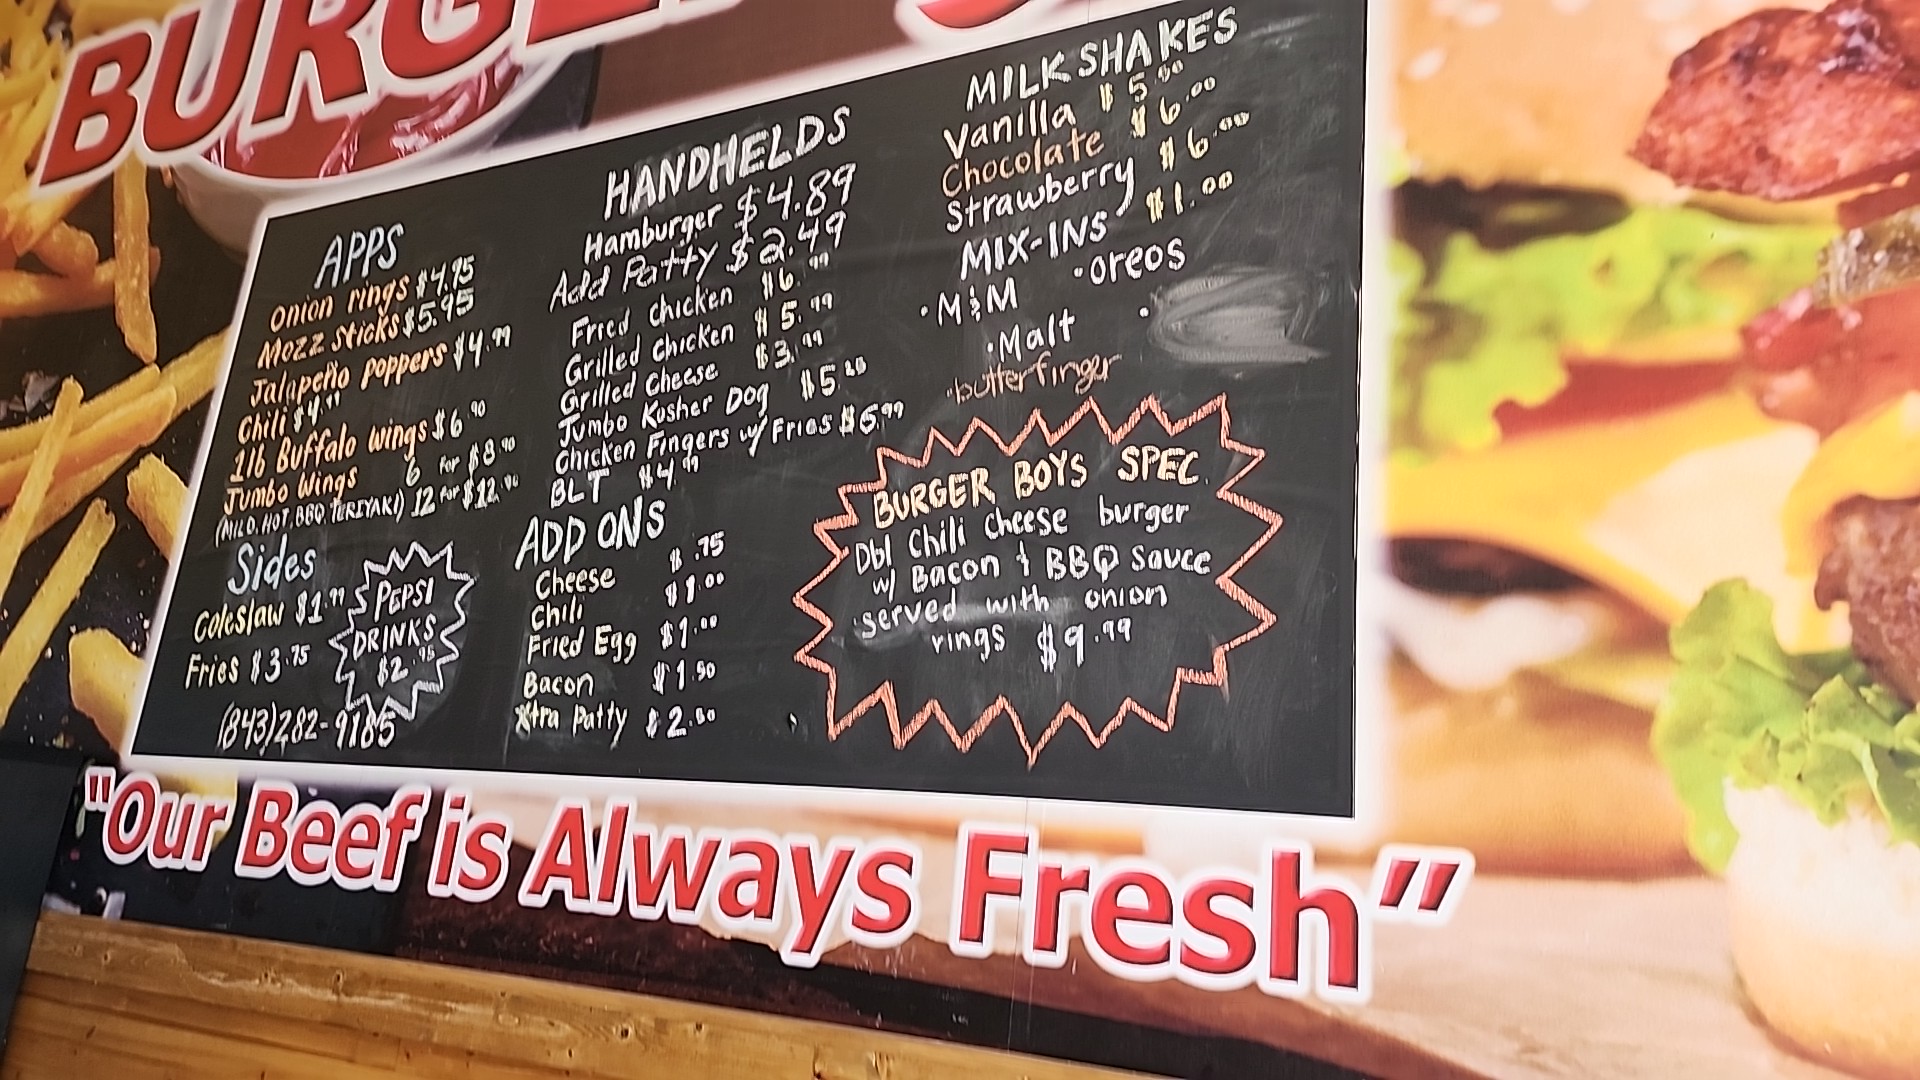 BURGER
APPS
Onion rings $4.95
Mozz Sticks $5.95
Jalapeño poppers $4.99
Chili $4.99
1lb Buffalo wings $6.90
Jumbo Wings 6 for $8.90
(MILD, HOT, BBQ, TERIYAKI) 12 for $12.90
Sides
Coleslaw $1.99
Fries $3.75
PEPSI
DRINKS
$2.95
(843)282-9185
HANDHELDS
Hamburger $4.89
Add Patty $2.49
Fried chicken $6.99
Grilled chicken $5.99
Grilled Cheese $3.99
Jumbo Kosher Dog $5.20
Chicken Fingers w/ Fries $6.99
BLT $4.99
ADD ONS
Cheese $.75
Chili $1.00
Fried Egg $1.00
Bacon $1.50
Xtra patty $2.00
MILKSHAKES
Vanilla $5.00
Chocolate $6.00
Strawberry $6.00
MIX-INS $1.00
•M&M •Oreos
•Malt
•butterfinger
BURGER BOYS SPEC.
Dbl Chili Cheese burger
w/ Bacon & BBQ Sauce
served with onion
rings $9.99
"Our Beef is Always Fresh"